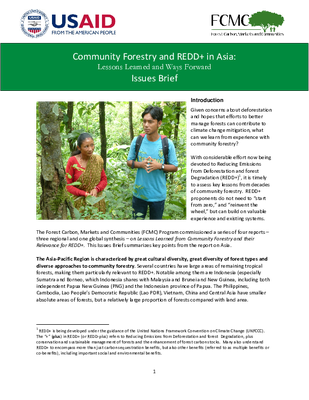 USAID
FROM THE AMERICAN PEOPLE
FCMC
Forest Carbon, Markets and Communities
Community Forestry and REDD+ in Asia:
Lessons Learned and Ways Forward
Issues Brief
Introduction
Given concerns about deforestation
and hopes that efforts to better
manage forests can contribute to
climate change mitigation, what
can we learn from experience with
community forestry?
With considerable effort now being
devoted to Reducing Emissions
from Deforestation and forest
Degradation (REDD+)¹, it is timely
to assess key lessons from decades
of community forestry. REDD+
proponents do not need to "start
from zero," and "reinvent the
wheel," but can build on valuable
experience and existing systems.
The Forest Carbon, Markets and Communities (FCMC) Program commissioned a series of four reports –
three regional and one global synthesis – on Lessons Learned from Community Forestry and their
Relevance for REDD+. This Issues Brief summarizes key points from the report on Asia.
The Asia-Pacific Region is characterized by great cultural diversity, great diversity of forest types and
diverse approaches to community forestry. Several countries have large areas of remaining tropical
forests, making them particularly relevant to REDD+. Notable among them are Indonesia (especially
Sumatra and Borneo, which Indonesia shares with Malaysia and Brunei) and New Guinea, including both
independent Papua New Guinea (PNG) and the Indonesian province of Papua. The Philippines,
Cambodia, Lao People's Democratic Republic (Lao PDR), Vietnam, China and Central Asia have smaller
absolute areas of forests, but a relatively large proportion of forests compared with land area.
¹ REDD+ is being developed under the guidance of the United Nations Framework Convention on Climate Change (UNFCCC).
The "+" (plus) in REDD+ (or REDD-plus) refers to Reducing Emissions from Deforestation and forest Degradation, plus
conservation and sustainable management of forests and the enhancement of forest carbon stocks. Many also understand
REDD+ to encompass more than just carbon sequestration benefits, but also other benefits (referred to as multiple benefits or
co-benefits), including important social and environmental benefits.
1